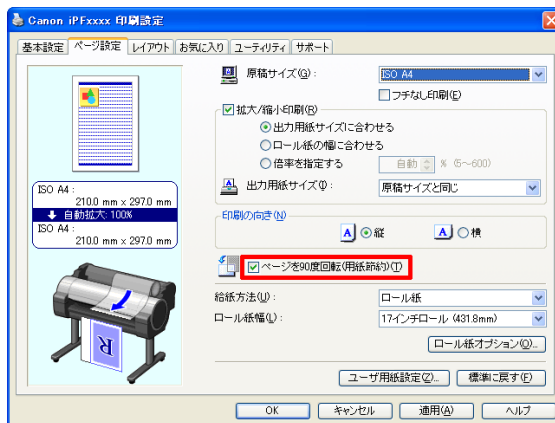 Canon iPFxxxx 印刷設定
基本設定 ページ設定 レイアウト お気に入り ユーティリティ サポート
原稿サイズ(G):
ISO A4
フチなし印刷(E)
拡大/縮小印刷(R)
出力用紙サイズに合わせる
ロール紙の幅に合わせる
倍率を指定する 自動 % (5~600)
出力用紙サイズ(I): 原稿サイズと同じ
ISO A4 :
210.0 mm x 297.0 mm
自動拡大: 100%
ISO A4 :
210.0 mm x 297.0 mm
印刷の向き(N)
A 縦 A 横
ページを90度回転(用紙節約)(T)
給紙方法(U): ロール紙
ロール紙幅(L): 17インチロール (431.8mm)
ロール紙オプション(O)...
R
ユーザ用紙設定(Z)... 標準に戻す(F)
OK キャンセル 適用(A) ヘルプ